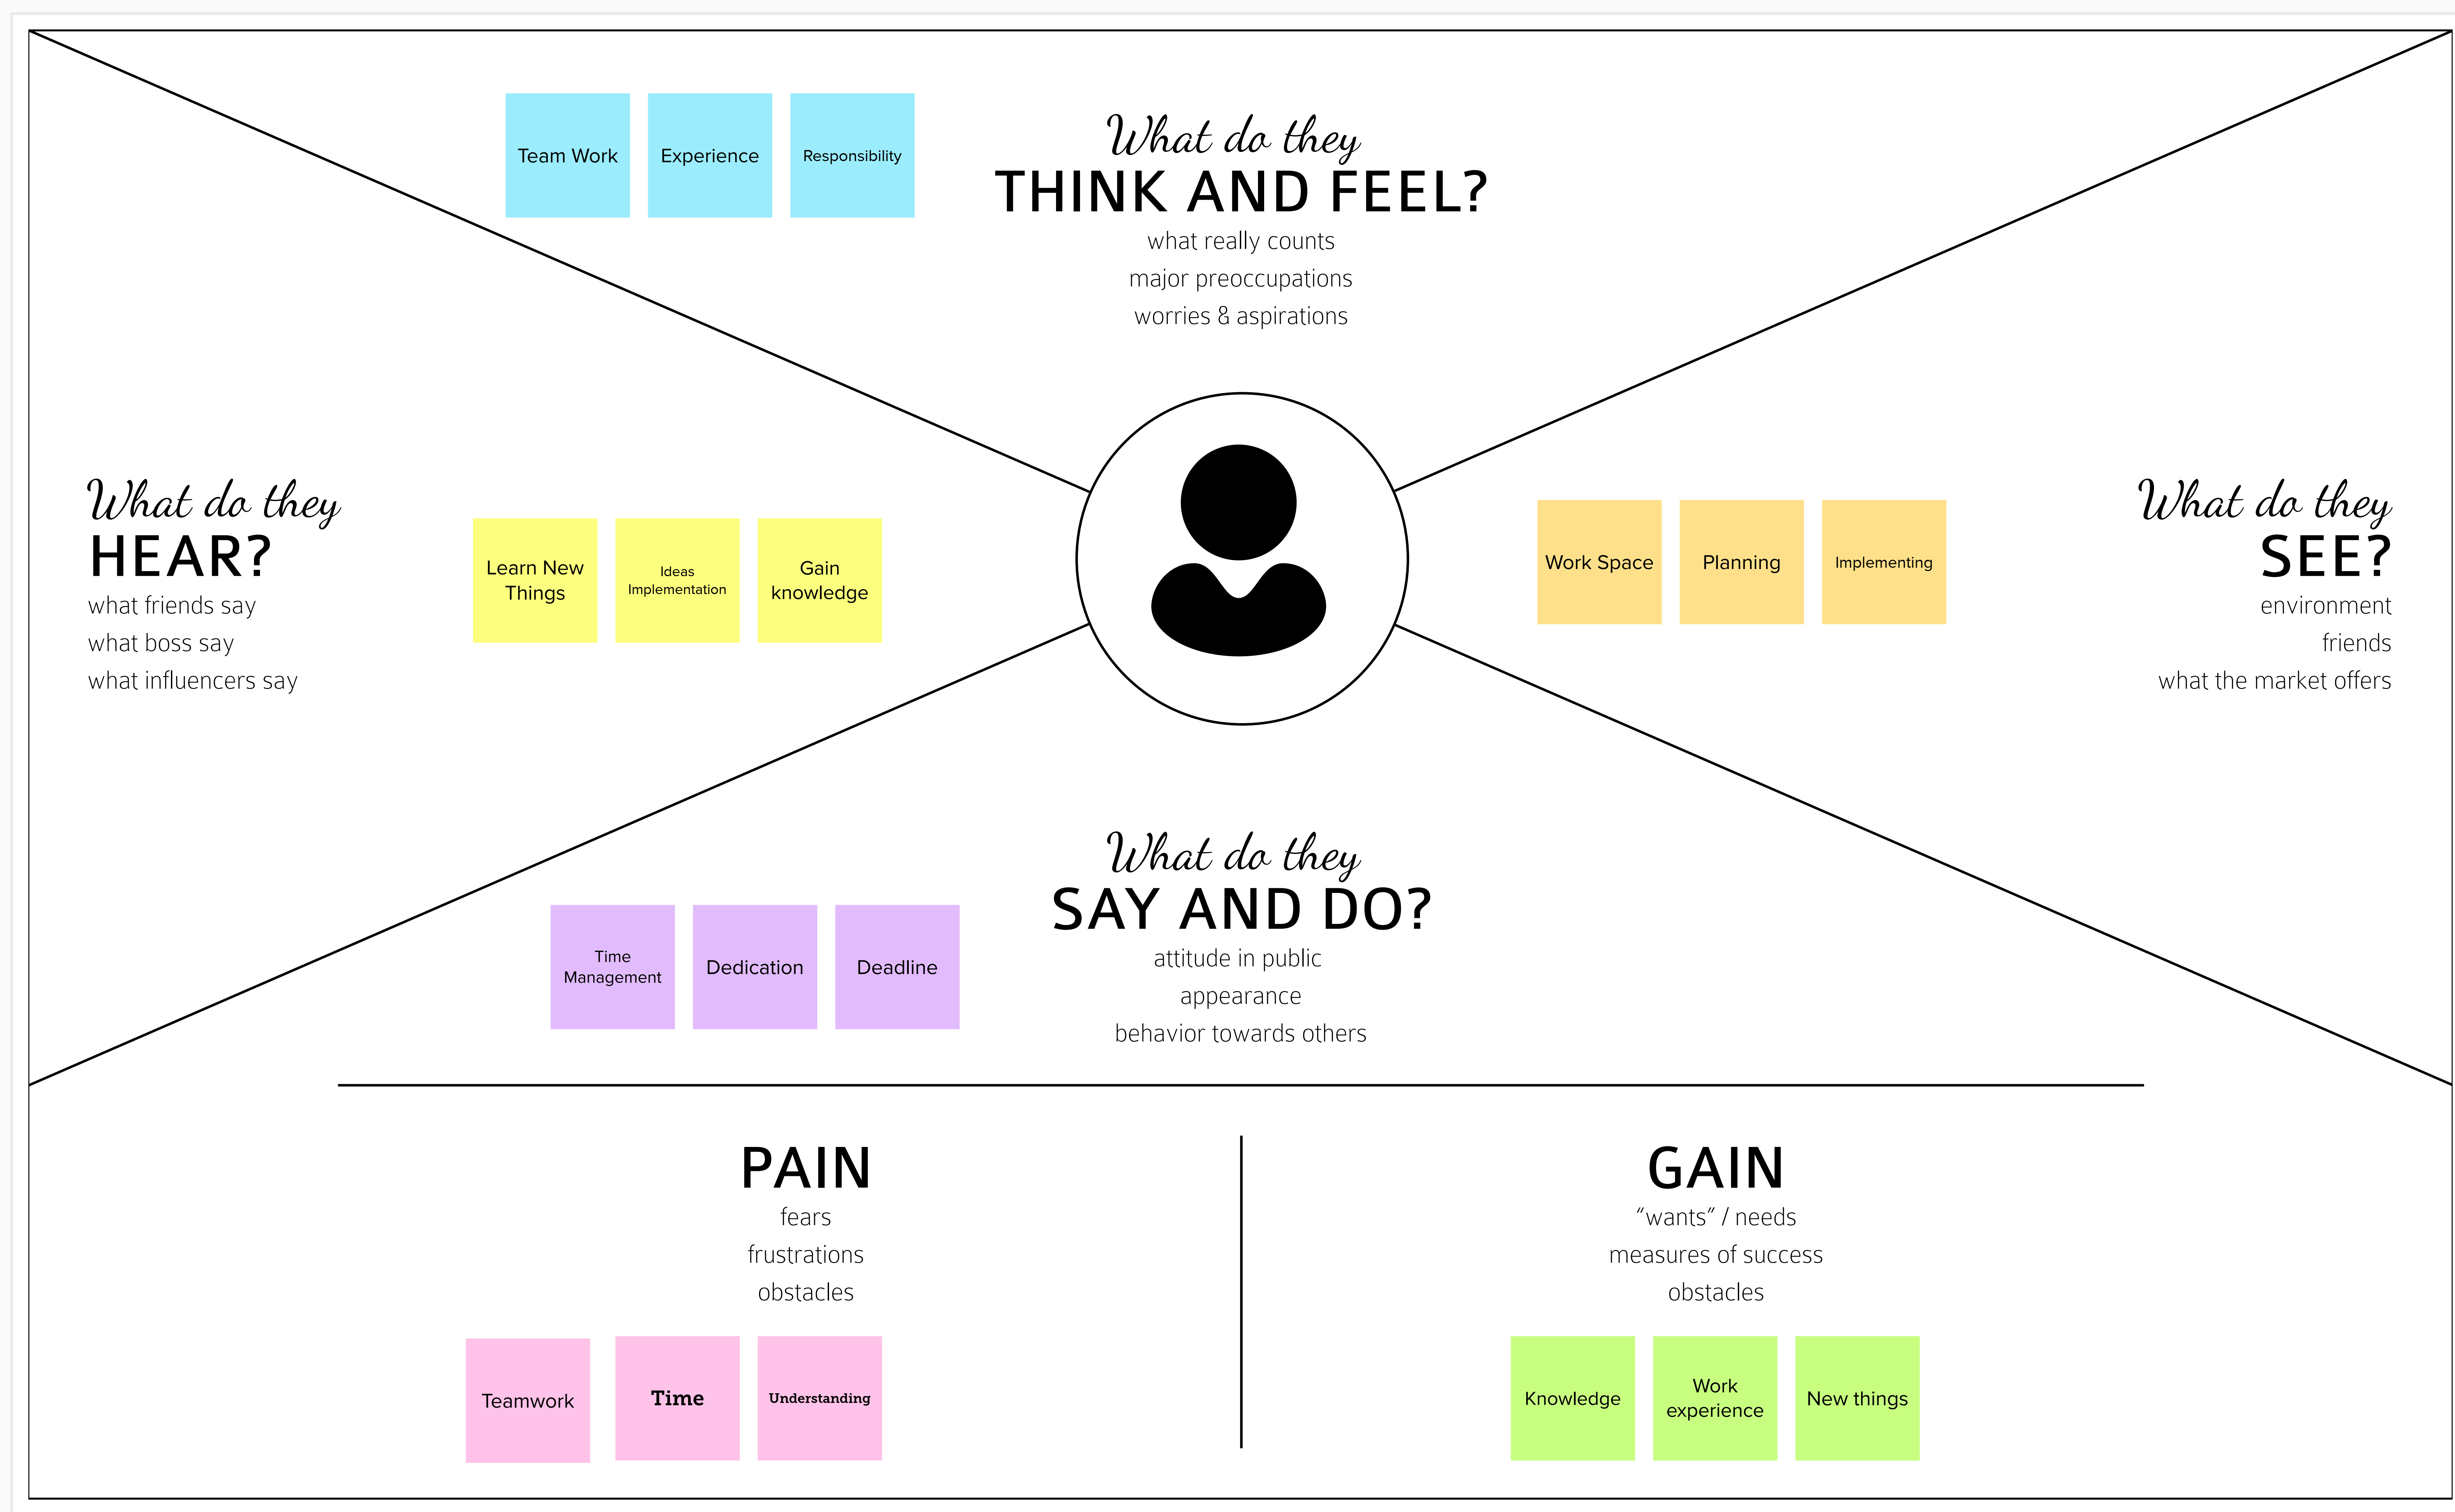 Team Work
Experience
Responsibility
What do they
THINK AND FEEL?
what really counts
major preoccupations
worries & aspirations
What do they
HEAR?
what friends say
what boss say
what influencers say
Learn New
Things
Ideas
Implementation
Gain
knowledge
Work Space
Planning
Implementing
What do they
SEE?
environment
friends
what the market offers
What do they
SAY AND DO?
attitude in public
appearance
behavior towards others
Time
Management
Dedication
Deadline
PAIN
fears
frustrations
obstacles
Teamwork
Time
Understanding
GAIN
“wants” / needs
measures of success
obstacles
Knowledge
Work
experience
New things